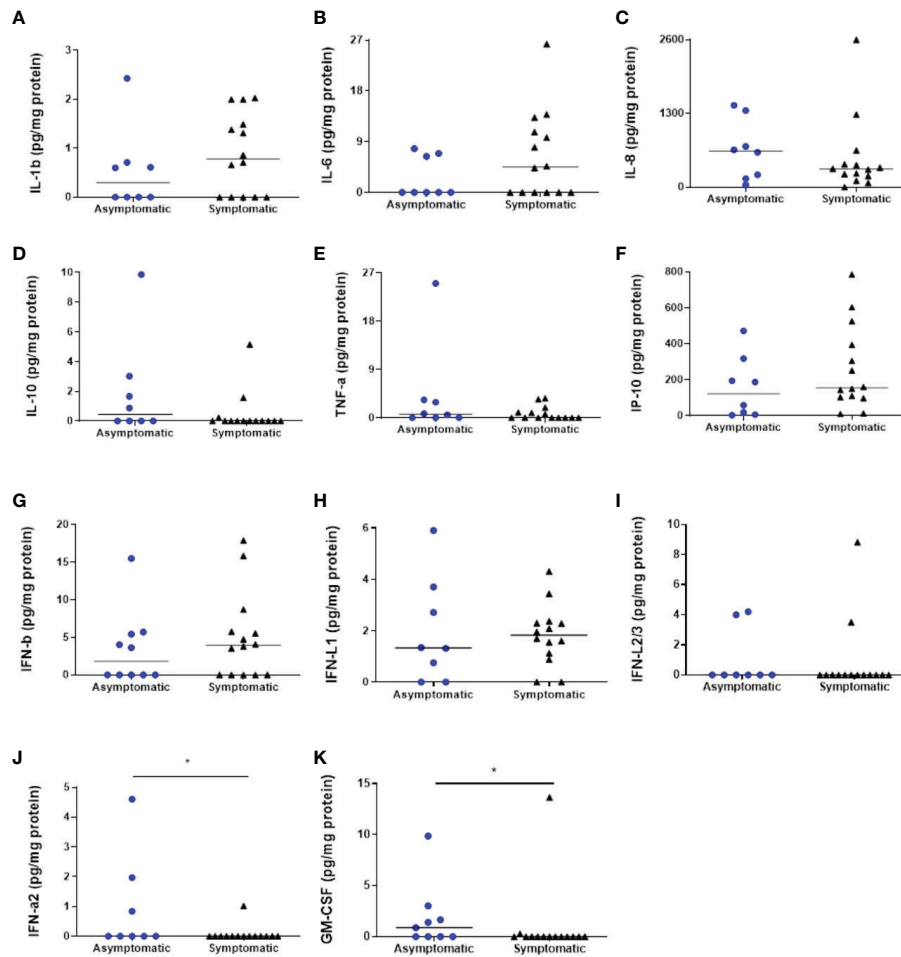 A
IL-1b (pg/mg protein)
3
2
1
0
Asymptomatic Symptomatic
B
IL-6 (pg/mg protein)
27
18
9
0
Asymptomatic Symptomatic
C
IL-8 (pg/mg protein)
2600
1300
0
Asymptomatic Symptomatic
D
IL-10 (pg/mg protein)
10
8
6
4
2
0
Asymptomatic Symptomatic
E
TNF-a (pg/mg protein)
27
18
9
0
Asymptomatic Symptomatic
F
IP-10 (pg/mg protein)
800
600
400
200
0
Asymptomatic Symptomatic
G
IFN-b (pg/mg protein)
20
15
10
5
0
Asymptomatic Symptomatic
H
IFN-L1 (pg/mg protein)
6
4
2
0
Asymptomatic Symptomatic
I
IFN-L2/3 (pg/mg protein)
10
8
6
4
2
0
Asymptomatic Symptomatic
J
IFN-a2 (pg/mg protein)
5
4
3
2
1
0
*
Asymptomatic Symptomatic
K
GM-CSF (pg/mg protein)
15
10
5
0
*
Asymptomatic Symptomatic